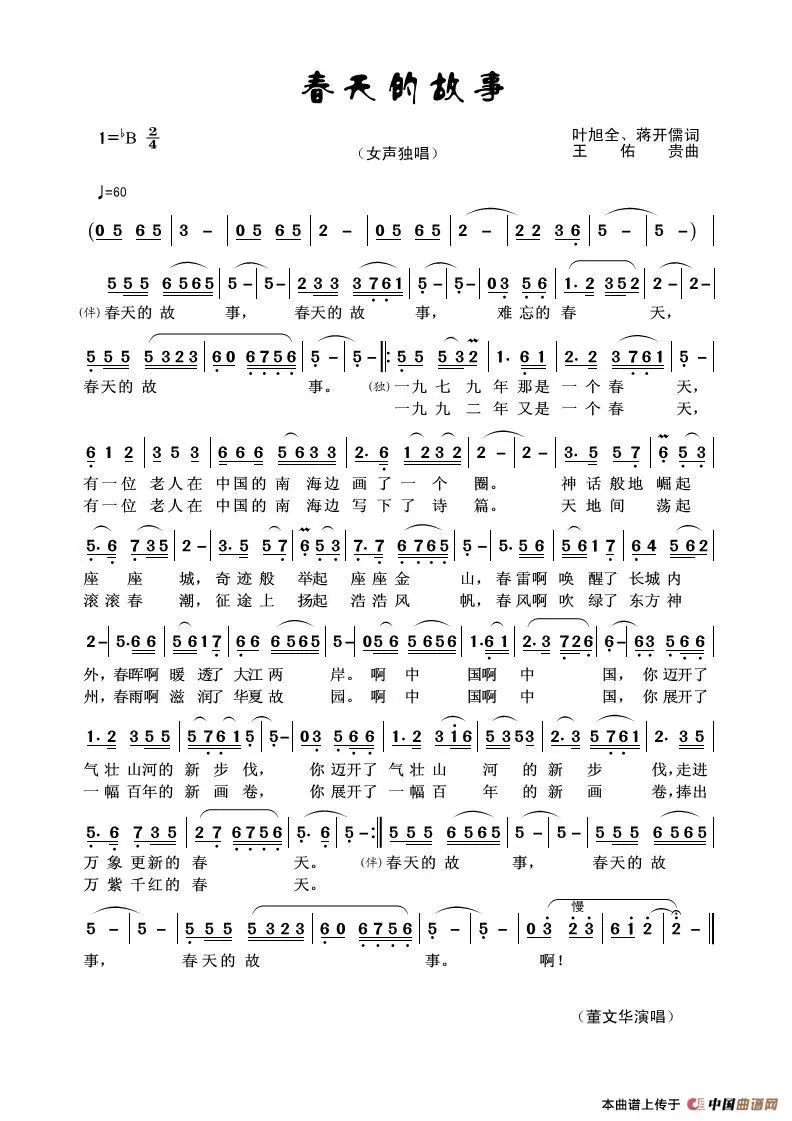 春天的故事
1=♭B 2/4
（女声独唱）
叶旭全、蒋开儒词
王佑贵曲
♩=60
(0 5 6 5 | 3 - | 0 5 6 5 | 2 - | 0 5 6 5 | 2 - | 2 2 3 6 | 5 - | 5 - )
5 5 5 6 5 6 5 | 5 - | 5 - | 2 3 3 3 7 6 1 | 5 - | 5 - | 0 3 5 6 | 1. 2 3 5 2 | 2 - | 2 - |
(伴)春天的故 事， 春天的故 事， 难忘的春 天，
5 5 5 5 3 2 3 | 6 0 6 7 5 6 | 5 - | 5 - :| 5 5 5 3 2 | 1. 6 1 | 2. 2 3 7 6 1 | 5 - |
春天的故 事。 (独)一九七九年那是一个春 天，
一九九二年又是一个春 天，
6 1 2 | 3 5 3 | 6 6 6 5 6 3 3 | 2. 6 1 2 3 2 | 2 - | 2 - | 3. 5 5 7 | 6 5 3 |
有一位 老人在 中国的南海边画了一个 圈。 神话般地崛起
有一位 老人在 中国的南海边写下了诗 篇。 天地间 荡起
5. 6 7 3 5 | 2 - | 3. 5 5 7 | 6 5 3 | 7. 7 6 7 6 5 | 5 - | 5. 5 6 | 5 6 1 7 | 6 4 5 6 2 |
座 座 城，奇迹般 举起 座座金 山，春雷啊 唤醒了长城内
滚滚春 潮，征途上 扬起 浩浩风 帆，春风啊 吹绿了东方神
2 - | 5. 6 6 | 5 6 1 7 | 6 6 6 5 6 5 | 5 - | 0 5 6 5 6 5 6 | 1. 6 1 | 2. 3 7 2 6 | 6 - | 6 3 5 6 6 |
外，春晖啊 暖透了大江两 岸。啊中 国啊中 国，你迈开了
州，春雨啊 滋润了华夏故 园。啊中 国啊中 国，你展开了
1. 2 3 5 5 | 5 7 6 1 5 | 5 - | 0 3 5 6 6 | 1. 2 3 1 6 | 5 3 5 3 | 2. 3 5 7 6 1 | 2. 3 5 |
气壮山河的新步伐， 你迈开了 气壮山河的新步 伐，走进
一幅百年的新画卷， 你展开了 一幅百年的新画 卷，捧出
5. 6 7 3 5 | 2 7 6 7 5 6 | 5. 6 | 5 - :| 5 5 5 6 5 6 5 | 5 - | 5 - | 5 5 5 6 5 6 5 |
万象更新的春 天。 (伴)春天的故 事， 春天的故
万紫千红的春 天。
慢
5 - | 5 - | 5 5 5 5 3 2 3 | 6 0 6 7 5 6 | 5 - | 5 - | 0 3 2 3 | 6 1 2 | 2 - ||
事， 春天的故 事。 啊！
（董文华演唱）
本曲谱上传于 中国曲谱网